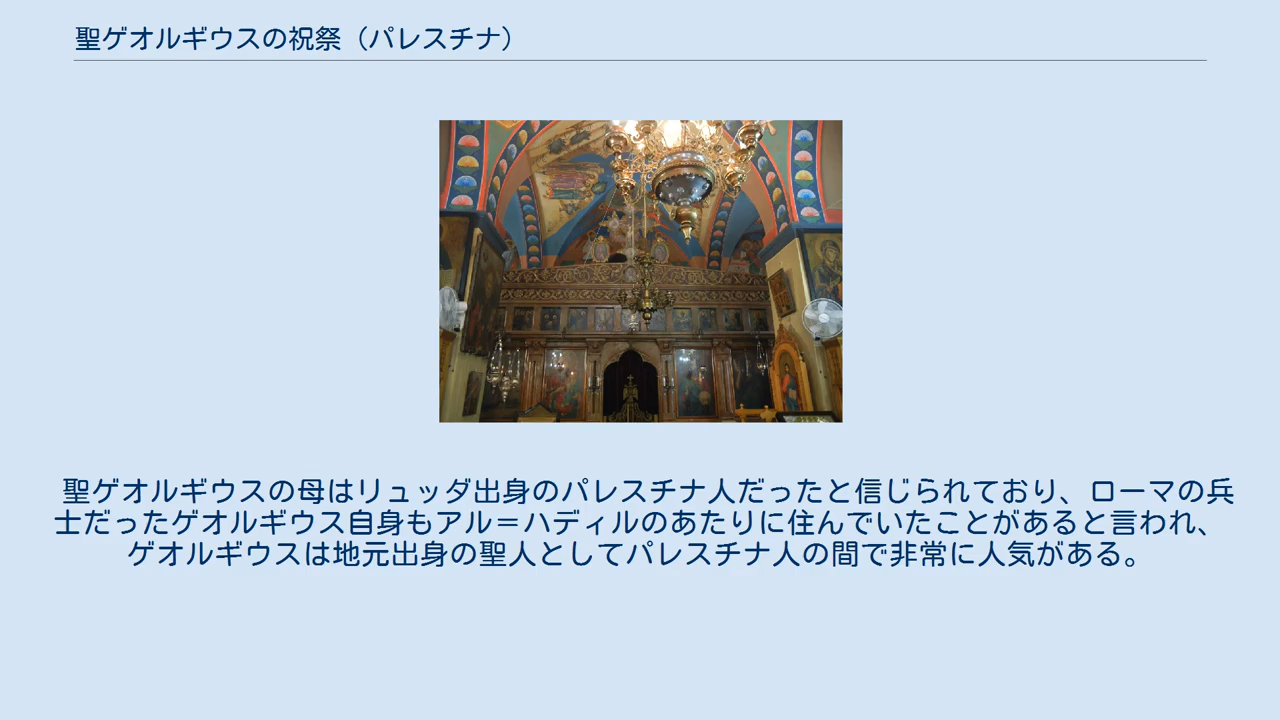 聖ゲオルギウスの祝祭（パレスチナ）
聖ゲオルギウスの母はリュッダ出身のパレスチナ人だったと信じられており、ローマの兵
士だったゲオルギウス自身もアル＝ハディルのあたりに住んでいたことがあると言われ、
ゲオルギウスは地元出身の聖人としてパレスチナ人の間で非常に人気がある。